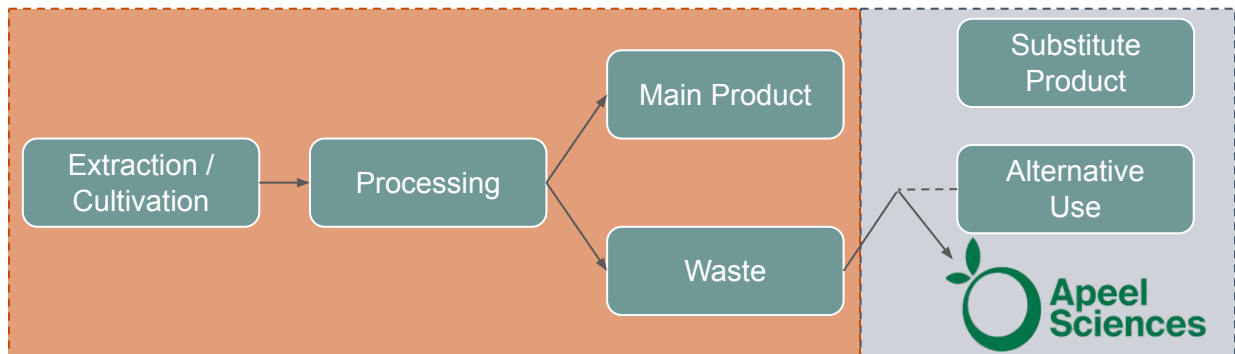 Extraction /
Cultivation
Processing
Main Product
Waste
Substitute
Product
Alternative
Use
Apeel
Sciences